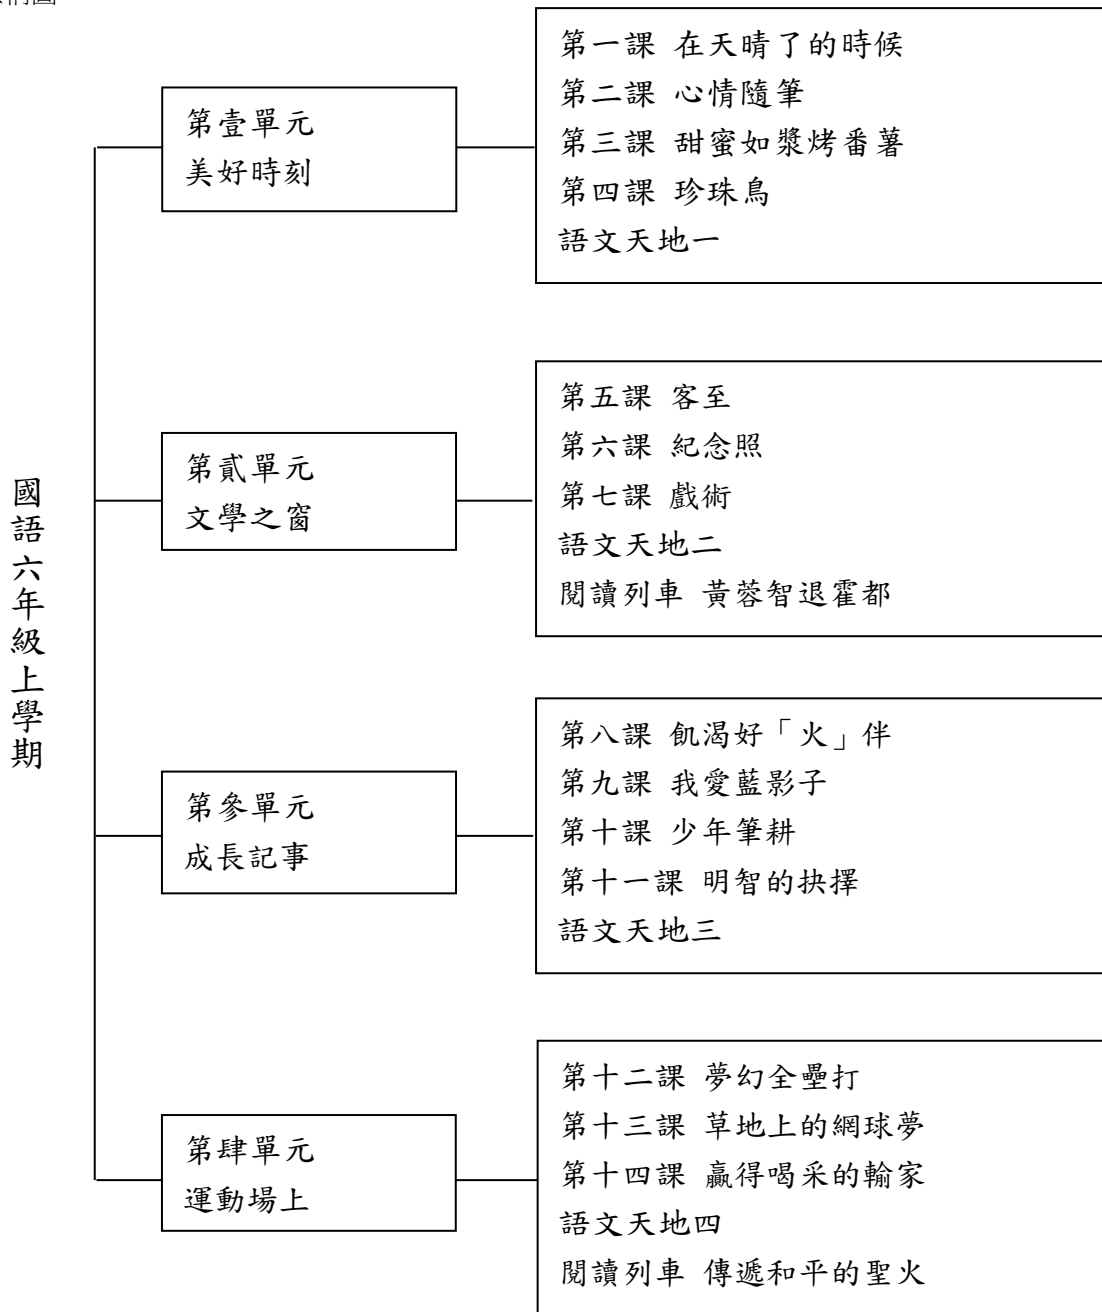 國語六年級上學期
第壹單元
美好時刻
第一課 在天晴了的時候
第二課 心情隨筆
第三課 甜蜜如漿烤番薯
第四課 珍珠鳥
語文天地一
第貳單元
文學之窗
第五課 客至
第六課 紀念照
第七課 戲術
語文天地二
閱讀列車 黃蓉智退霍都
第參單元
成長記事
第八課 飢渴好「火」伴
第九課 我愛藍影子
第十課 少年筆耕
第十一課 明智的抉擇
語文天地三
第肆單元
運動場上
第十二課 夢幻全壘打
第十三課 草地上的網球夢
第十四課 贏得喝采的輸家
語文天地四
閱讀列車 傳遞和平的聖火